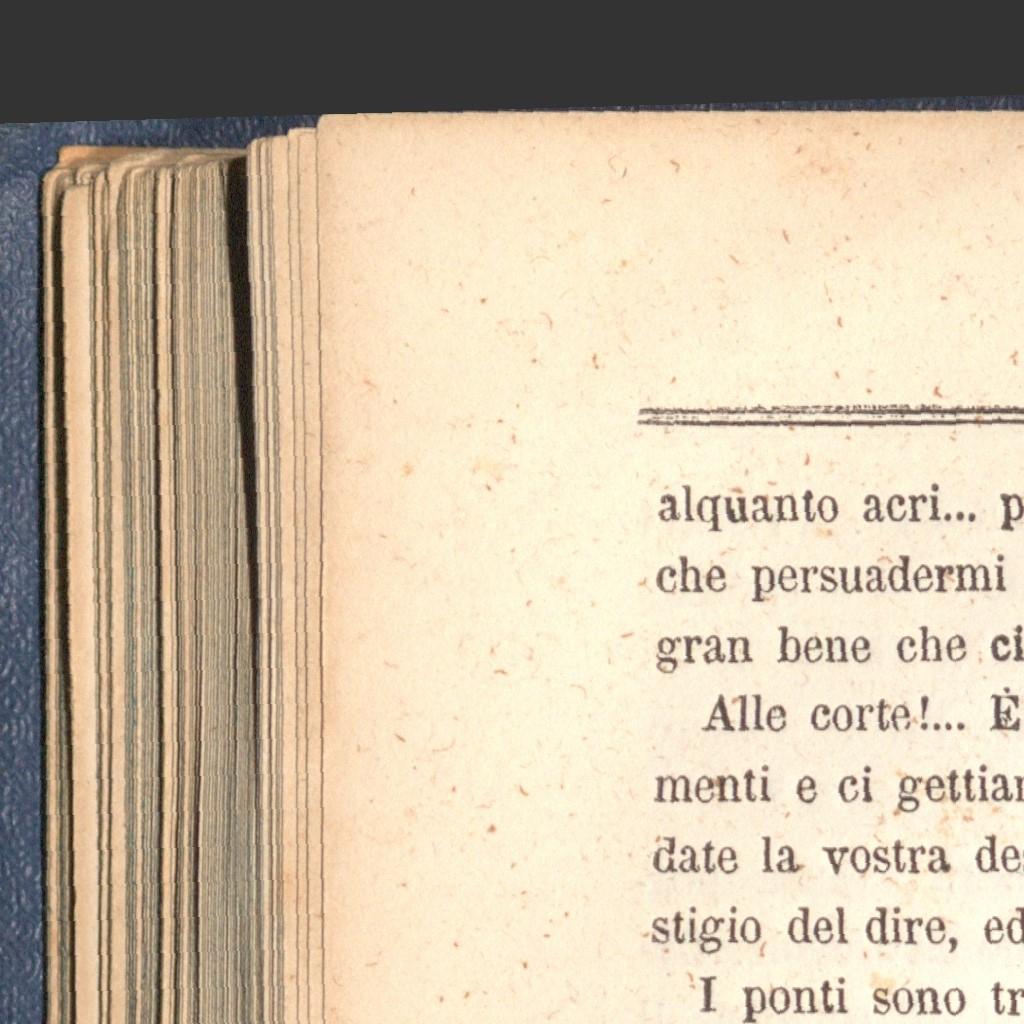 alquanto acri... p
che persuadermi
gran bene che ci
Alle corte!... È
menti e ci gettiar
date la vostra de
stigio del dire, ed
I ponti sono tr